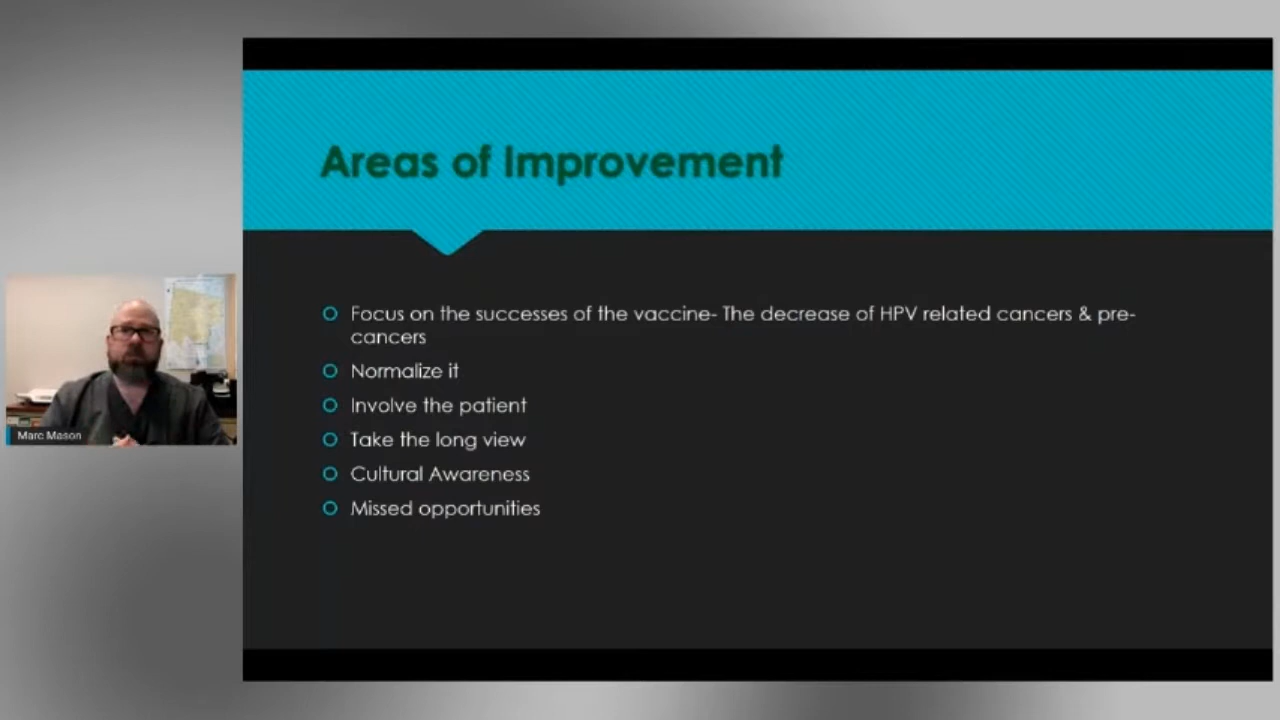 Areas of Improvement
Focus on the successes of the vaccine- The decrease of HPV related cancers & pre-
cancers
Normalize it
Involve the patient
Take the long view
Cultural Awareness
Missed opportunities
Marc Mason